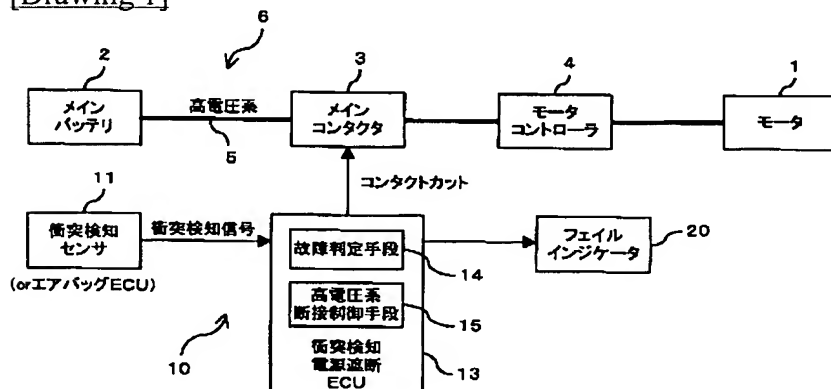 [Drawing 1]
6
2
3
4
1
メイン
バッテリ
高電圧系
5
メイン
コンタクタ
モータ
コントローラ
モータ
コンタクトカット
11
衝突検知
センサ
(orエアバッグECU)
衝突検知信号
故障判定手段
14
高電圧系
断接制御手段
15
衝突検知
電源遮断
ECU
13
フェイル
インジケータ
20
10